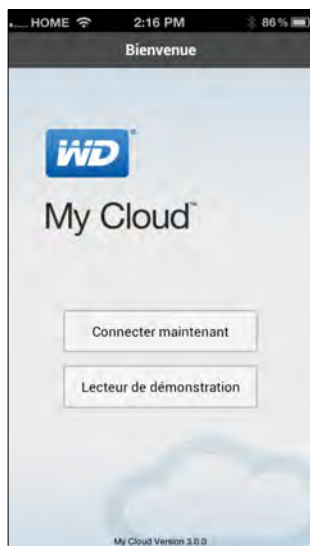 HOME 2:16 PM 86 %
Bienvenue
WD®
My Cloud™
Connecter maintenant
Lecteur de démonstration
My Cloud Version 3.0.0